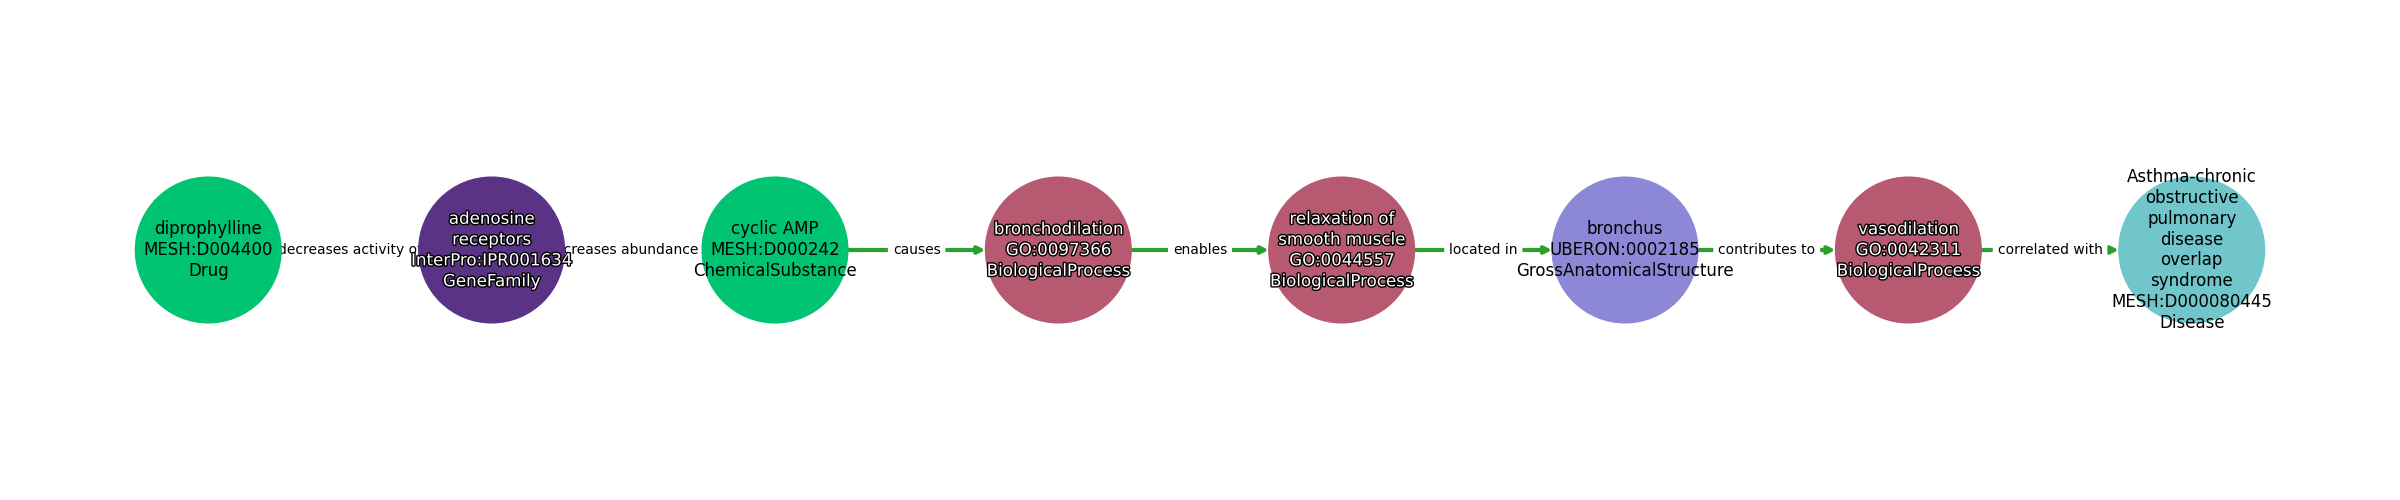 diprophylline
MESH:D004400
Drug
decreases activity
adenosine
receptors
InterPro:IPR001634
GeneFamily
abundance
cyclic AMP
MESH:D000242
ChemicalSubstance
causes
bronchodilation
GO:0097366
BiologicalProcess
enables
relaxation of
smooth muscle
GO:0044557
BiologicalProcess
located in
bronchus
UBERON:0002185
GrossAnatomicalStructure
contributes to
vasodilation
GO:0042311
BiologicalProcess
correlated with
Asthma-chronic
obstructive
pulmonary
disease
overlap
syndrome
MESH:D000080445
Disease